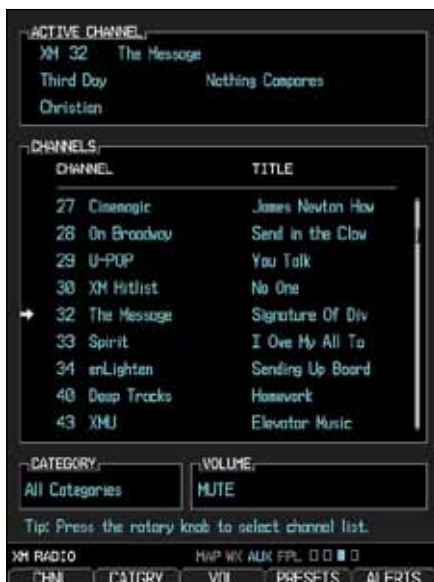 ACTIVE CHANNEL
XM 32 The Message
Third Day Nothing Compares
Christian
CHANNELS
CHANNEL TITLE
27 Cinemagic James Newton How
28 On Broadway Send in the Clow
29 U-POP You Talk
30 XM Hitlist No One
32 The Message Signature Of Div
33 Spirit I Owe My All To
34 enLighten Sending Up Board
40 Deep Tracks Homework
43 XMU Elevator Music
CATEGORY VOLUME
All Categories MUTE
Tip: Press the rotary knob to select channel list.
XM RADIO MAP WX AUX FPL
CHNL CATGRY VOL PRESETS ALERTS